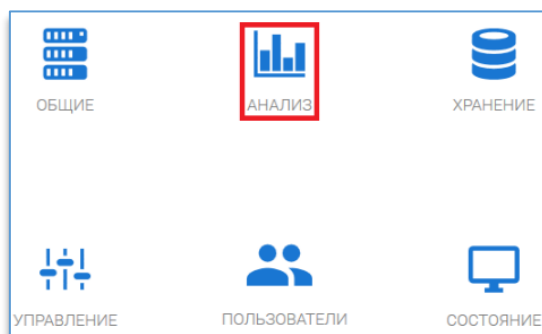 ОБЩИЕ
АНАЛИЗ
ХРАНЕНИЕ
УПРАВЛЕНИЕ
ПОЛЬЗОВАТЕЛИ
СОСТОЯНИЕ